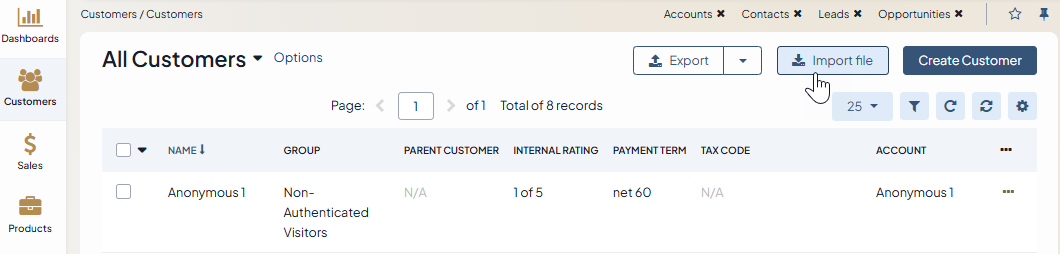 Customers / Customers
Accounts ✖ Contacts ✖ Leads ✖ Opportunities ✖
Dashboards
Customers
Sales
Products
All Customers Options
Export
Import file
Create Customer
Page: 1 of 1 Total of 8 records
25
NAME GROUP PARENT CUSTOMER INTERNAL RATING PAYMENT TERM TAX CODE ACCOUNT
Anonymous 1 Non- N/A 1 of 5 net 60 N/A Anonymous 1
Authenticated
Visitors